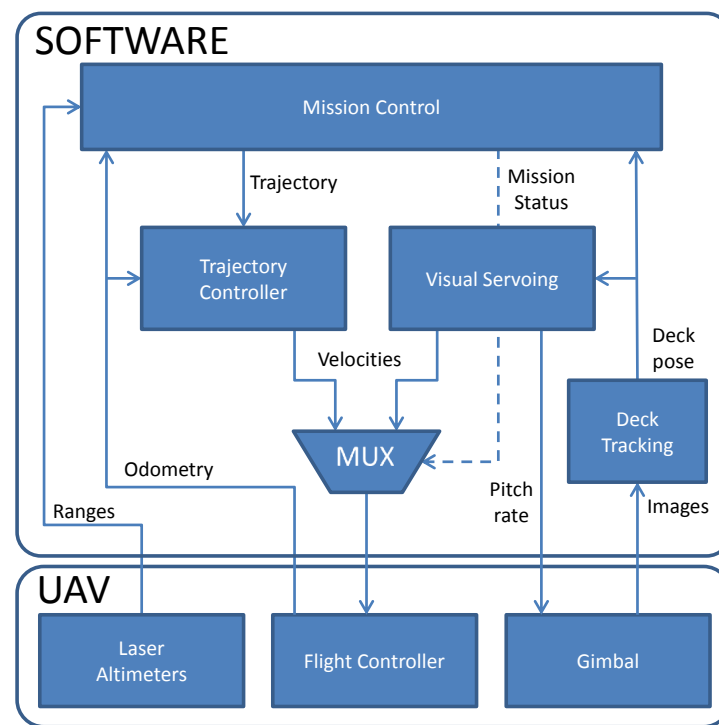 SOFTWARE
Mission Control
Trajectory
Mission
Status
Trajectory
Controller
Visual Servoing
Velocities
Deck
pose
Deck
Tracking
MUX
Odometry
Pitch
rate
Ranges
Images
UAV
Laser
Altimeters
Flight Controller
Gimbal